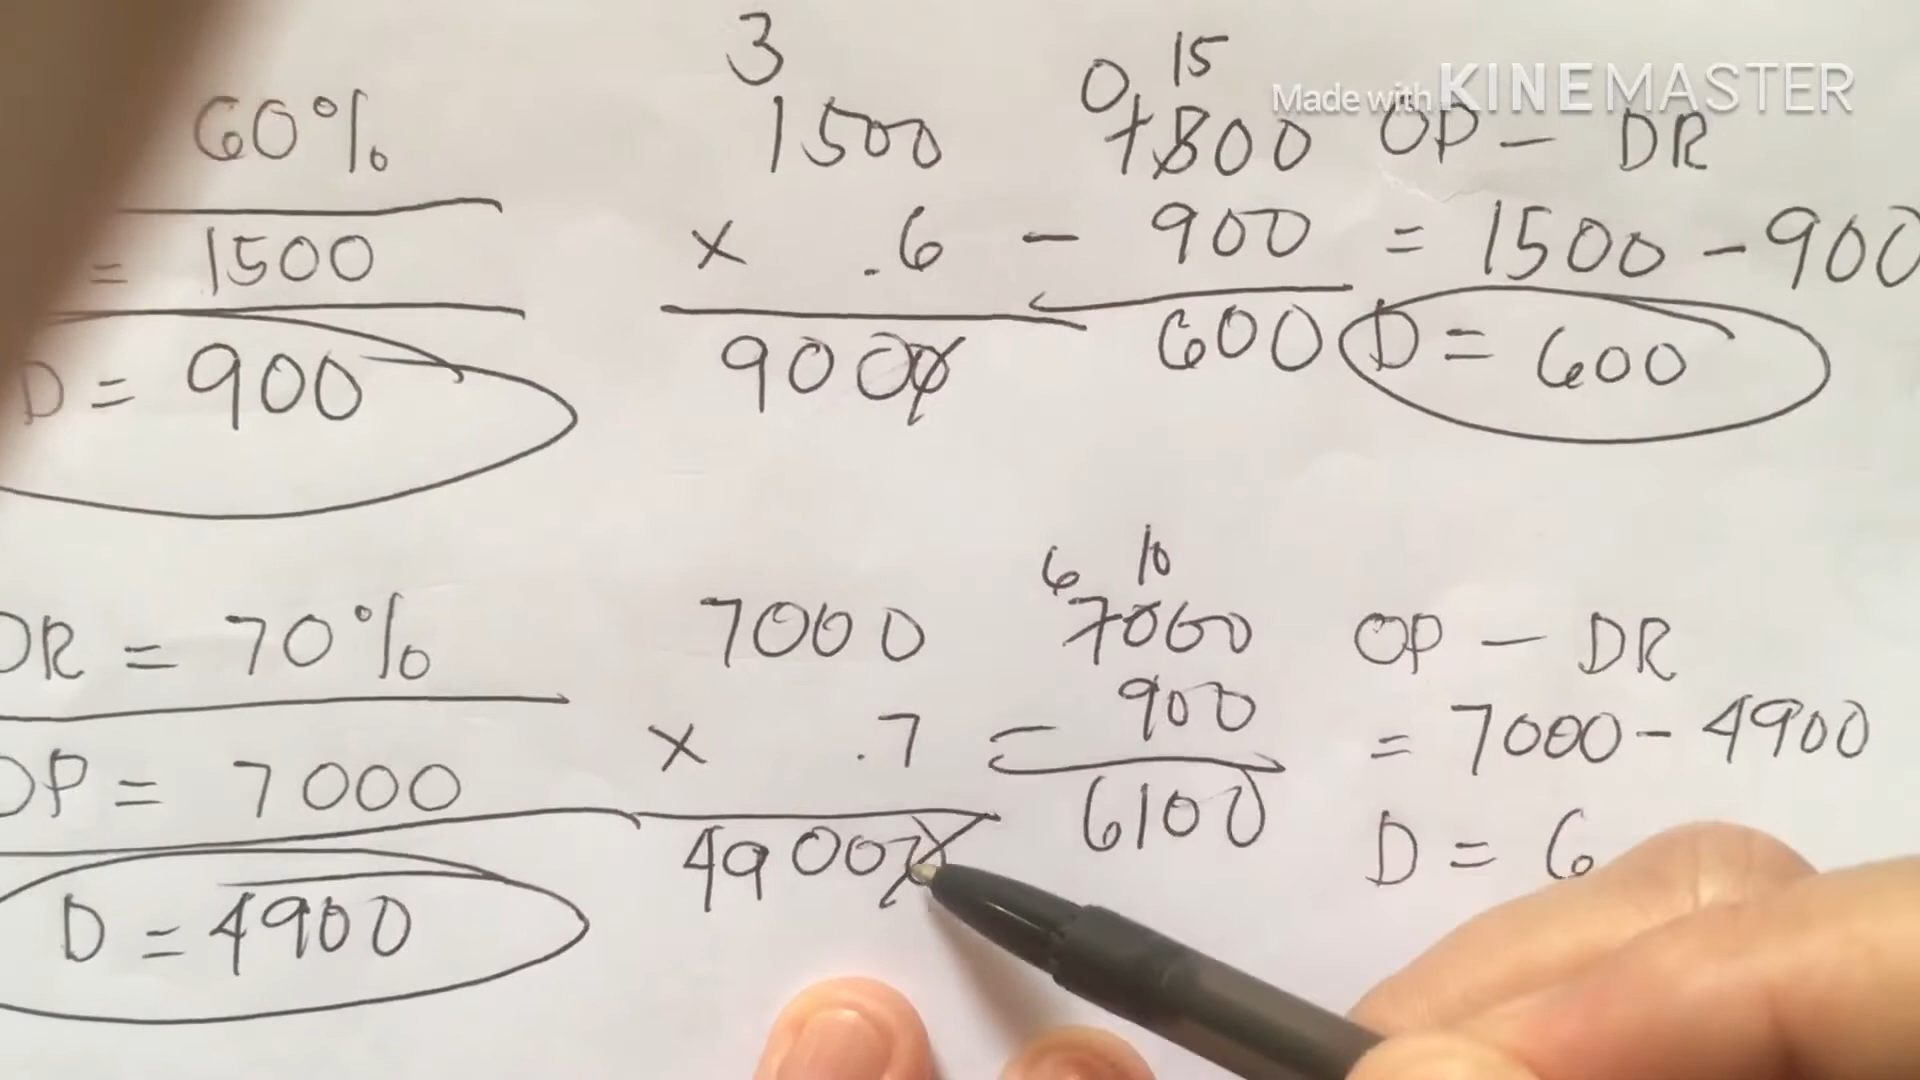 Made with KINEMASTER
60%
= 1500
D = 900
3
1500
x .6
9000
0 15
1500
- 900
600
OP - DR
= 1500 - 900
D = 600
DR = 70%
OP = 7000
D = 4900
7000
x .7
49000
6 10
7000
- 900
6100
OP - DR
= 7000 - 4900
D = 6